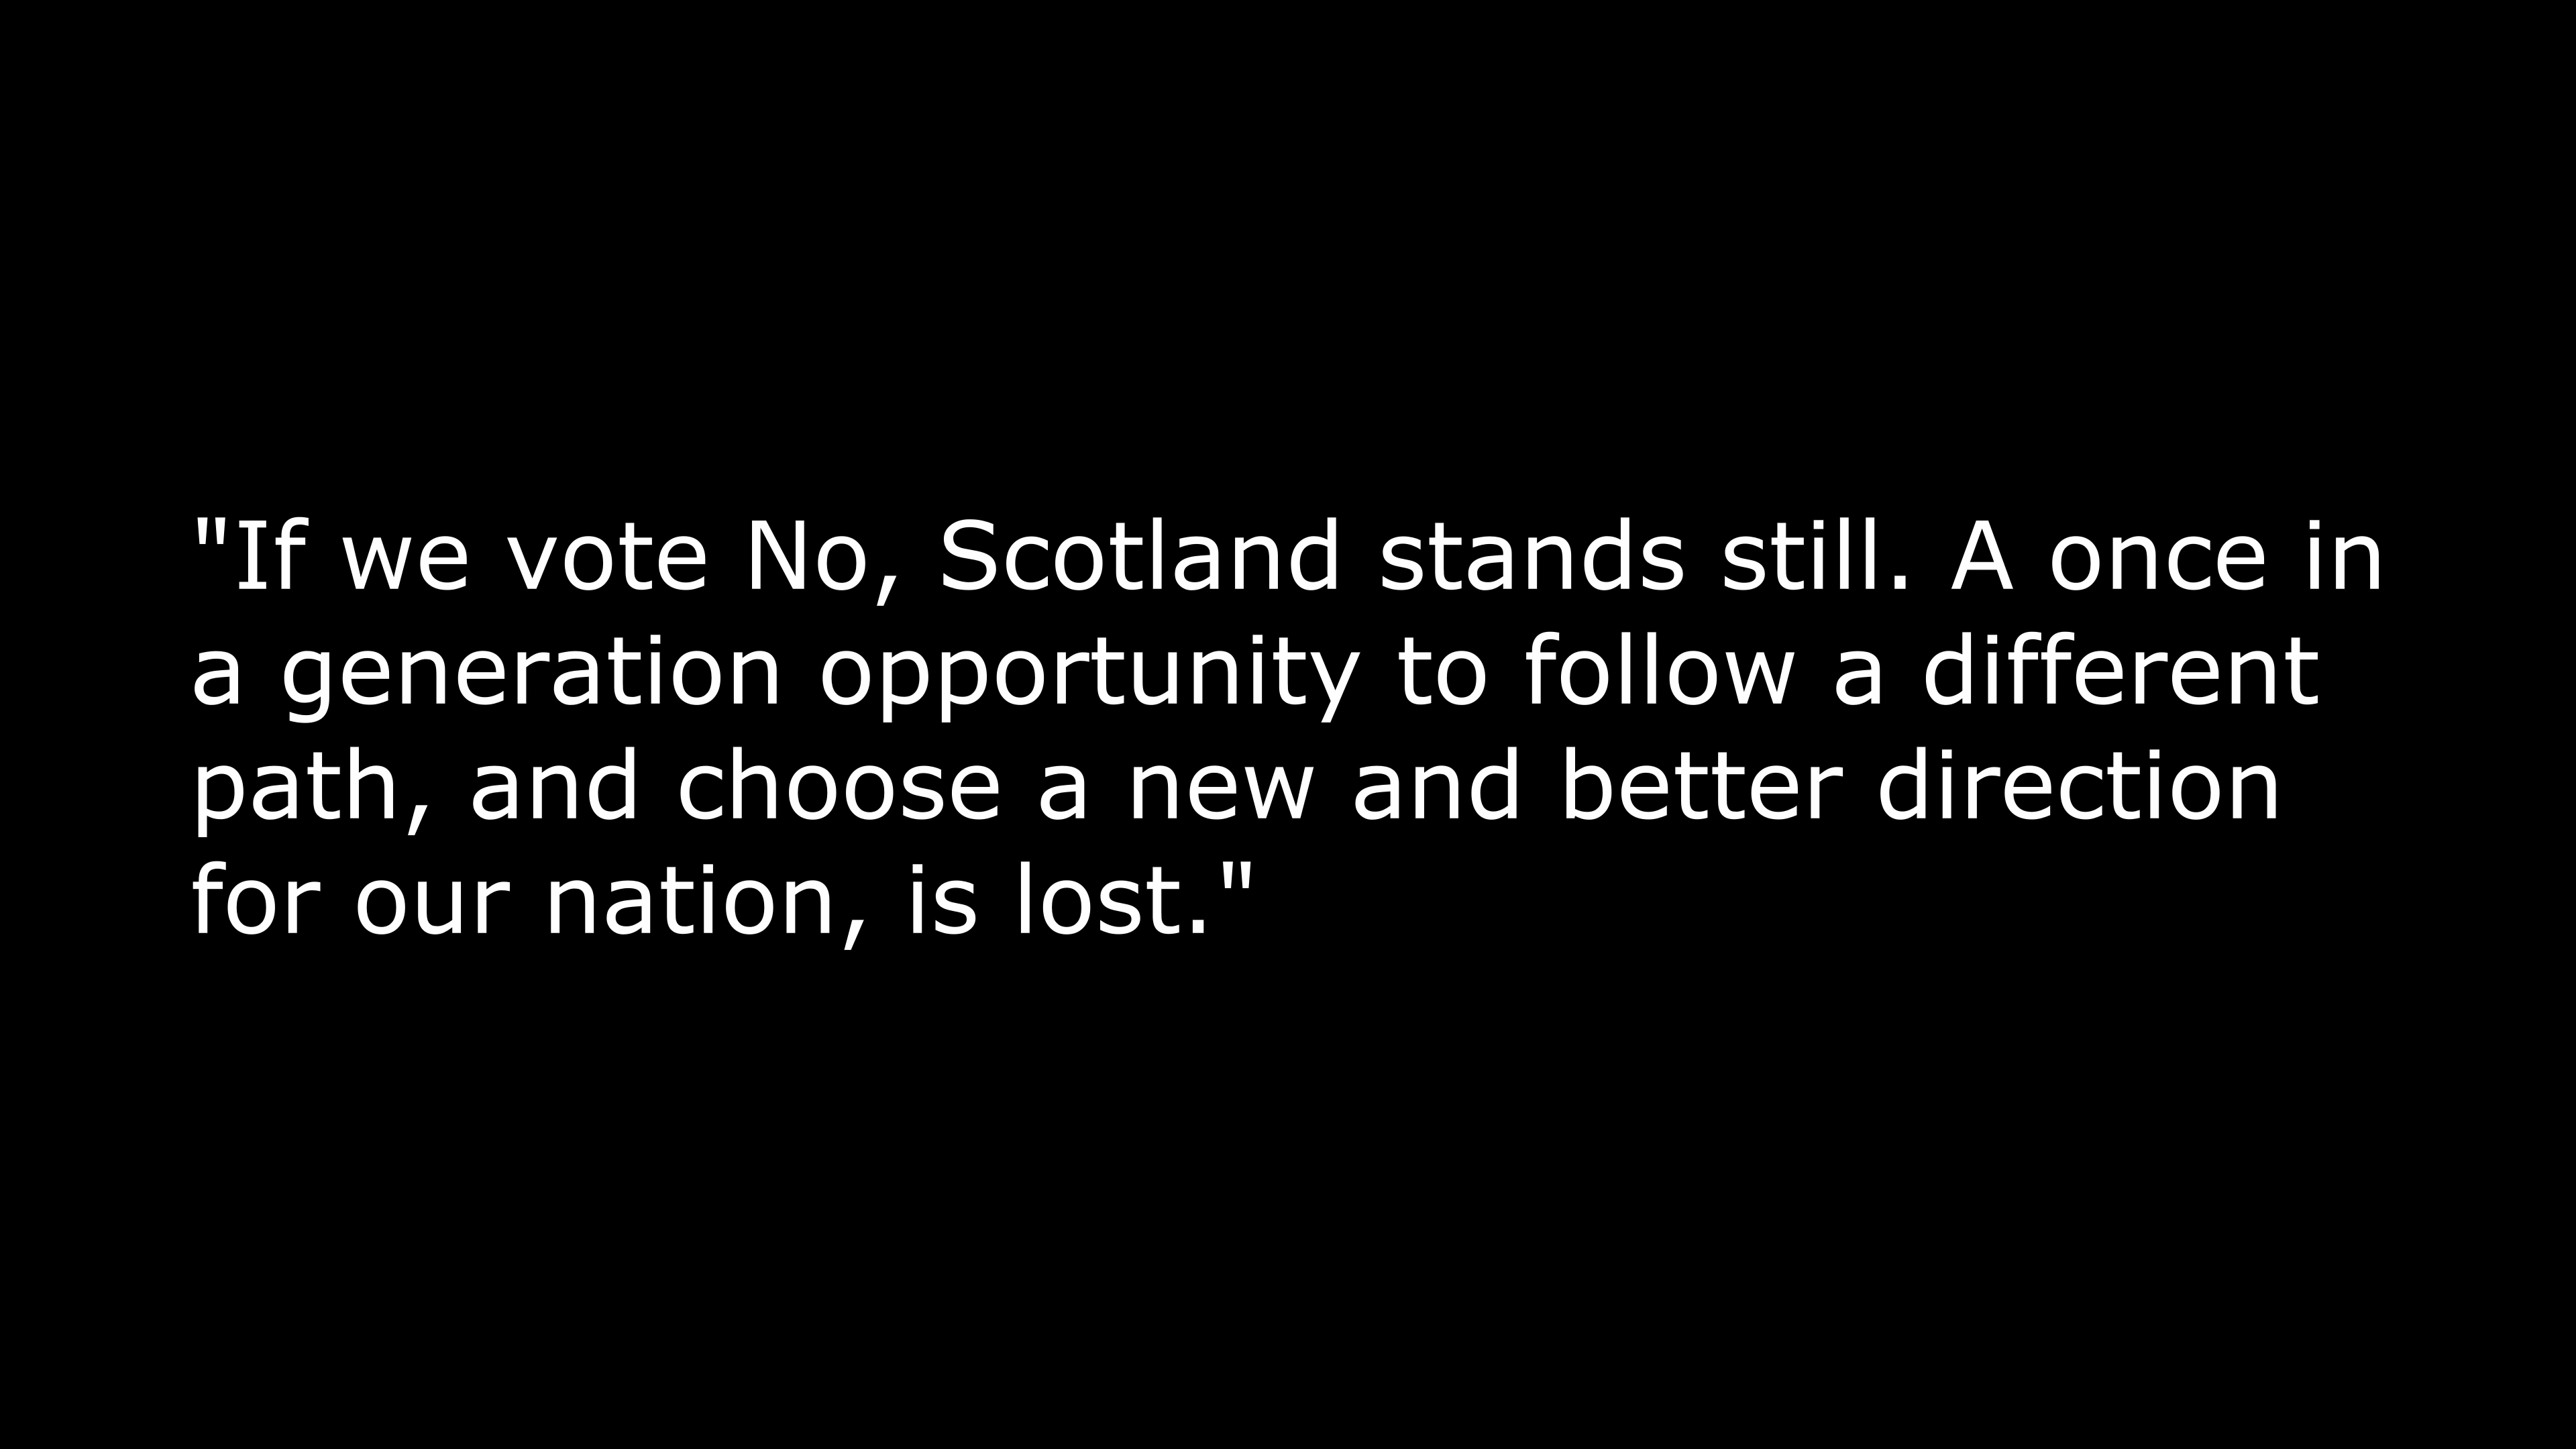 "If we vote No, Scotland stands still. A once in
a generation opportunity to follow a different
path, and choose a new and better direction
for our nation, is lost."